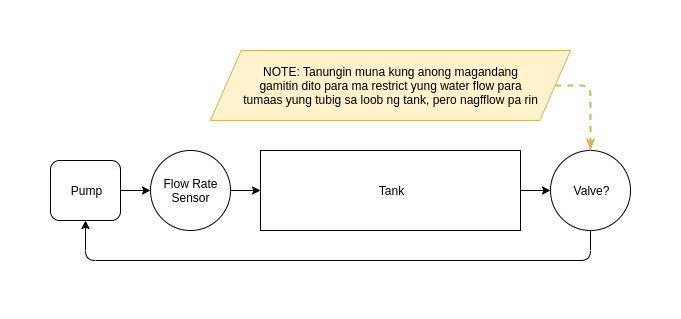 NOTE: Tanungin muna kung anong magandang
gamitin dito para ma restrict yung water flow para
tumaas yung tubig sa loob ng tank, pero nagfflow pa rin
Pump
Flow Rate
Sensor
Tank
Valve?